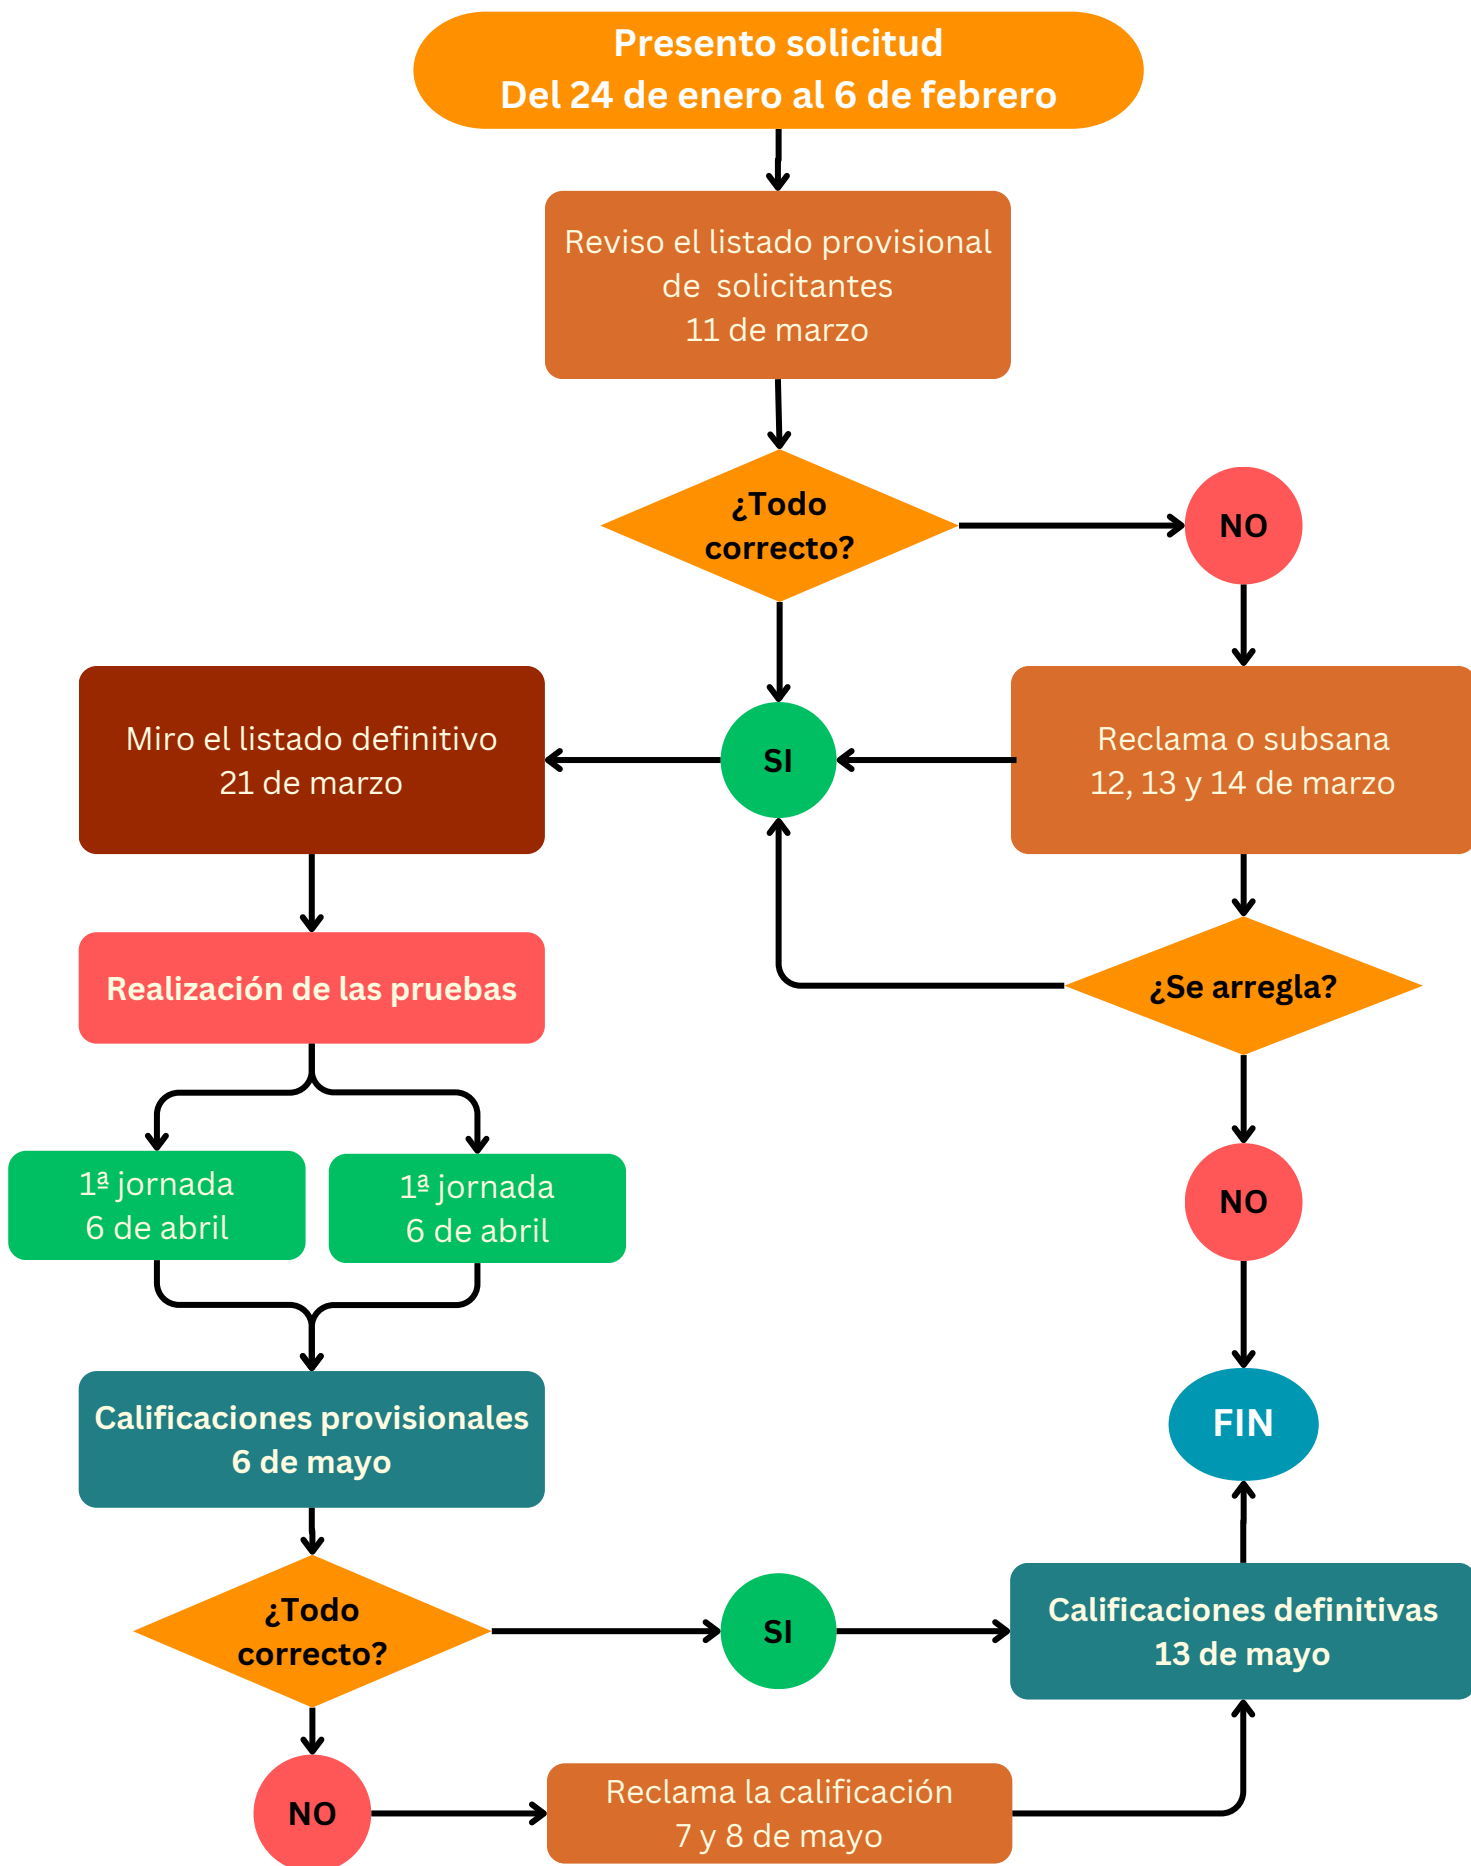 Presento solicitud
Del 24 de enero al 6 de febrero
Reviso el listado provisional
de solicitantes
11 de marzo
¿Todo
correcto?
NO
Miro el listado definitivo
21 de marzo
SI
Reclama o subsana
12, 13 y 14 de marzo
Realización de las pruebas
¿Se arregla?
1ª jornada
6 de abril
1ª jornada
6 de abril
NO
Calificaciones provisionales
6 de mayo
FIN
¿Todo
correcto?
SI
Calificaciones definitivas
13 de mayo
NO
Reclama la calificación
7 y 8 de mayo